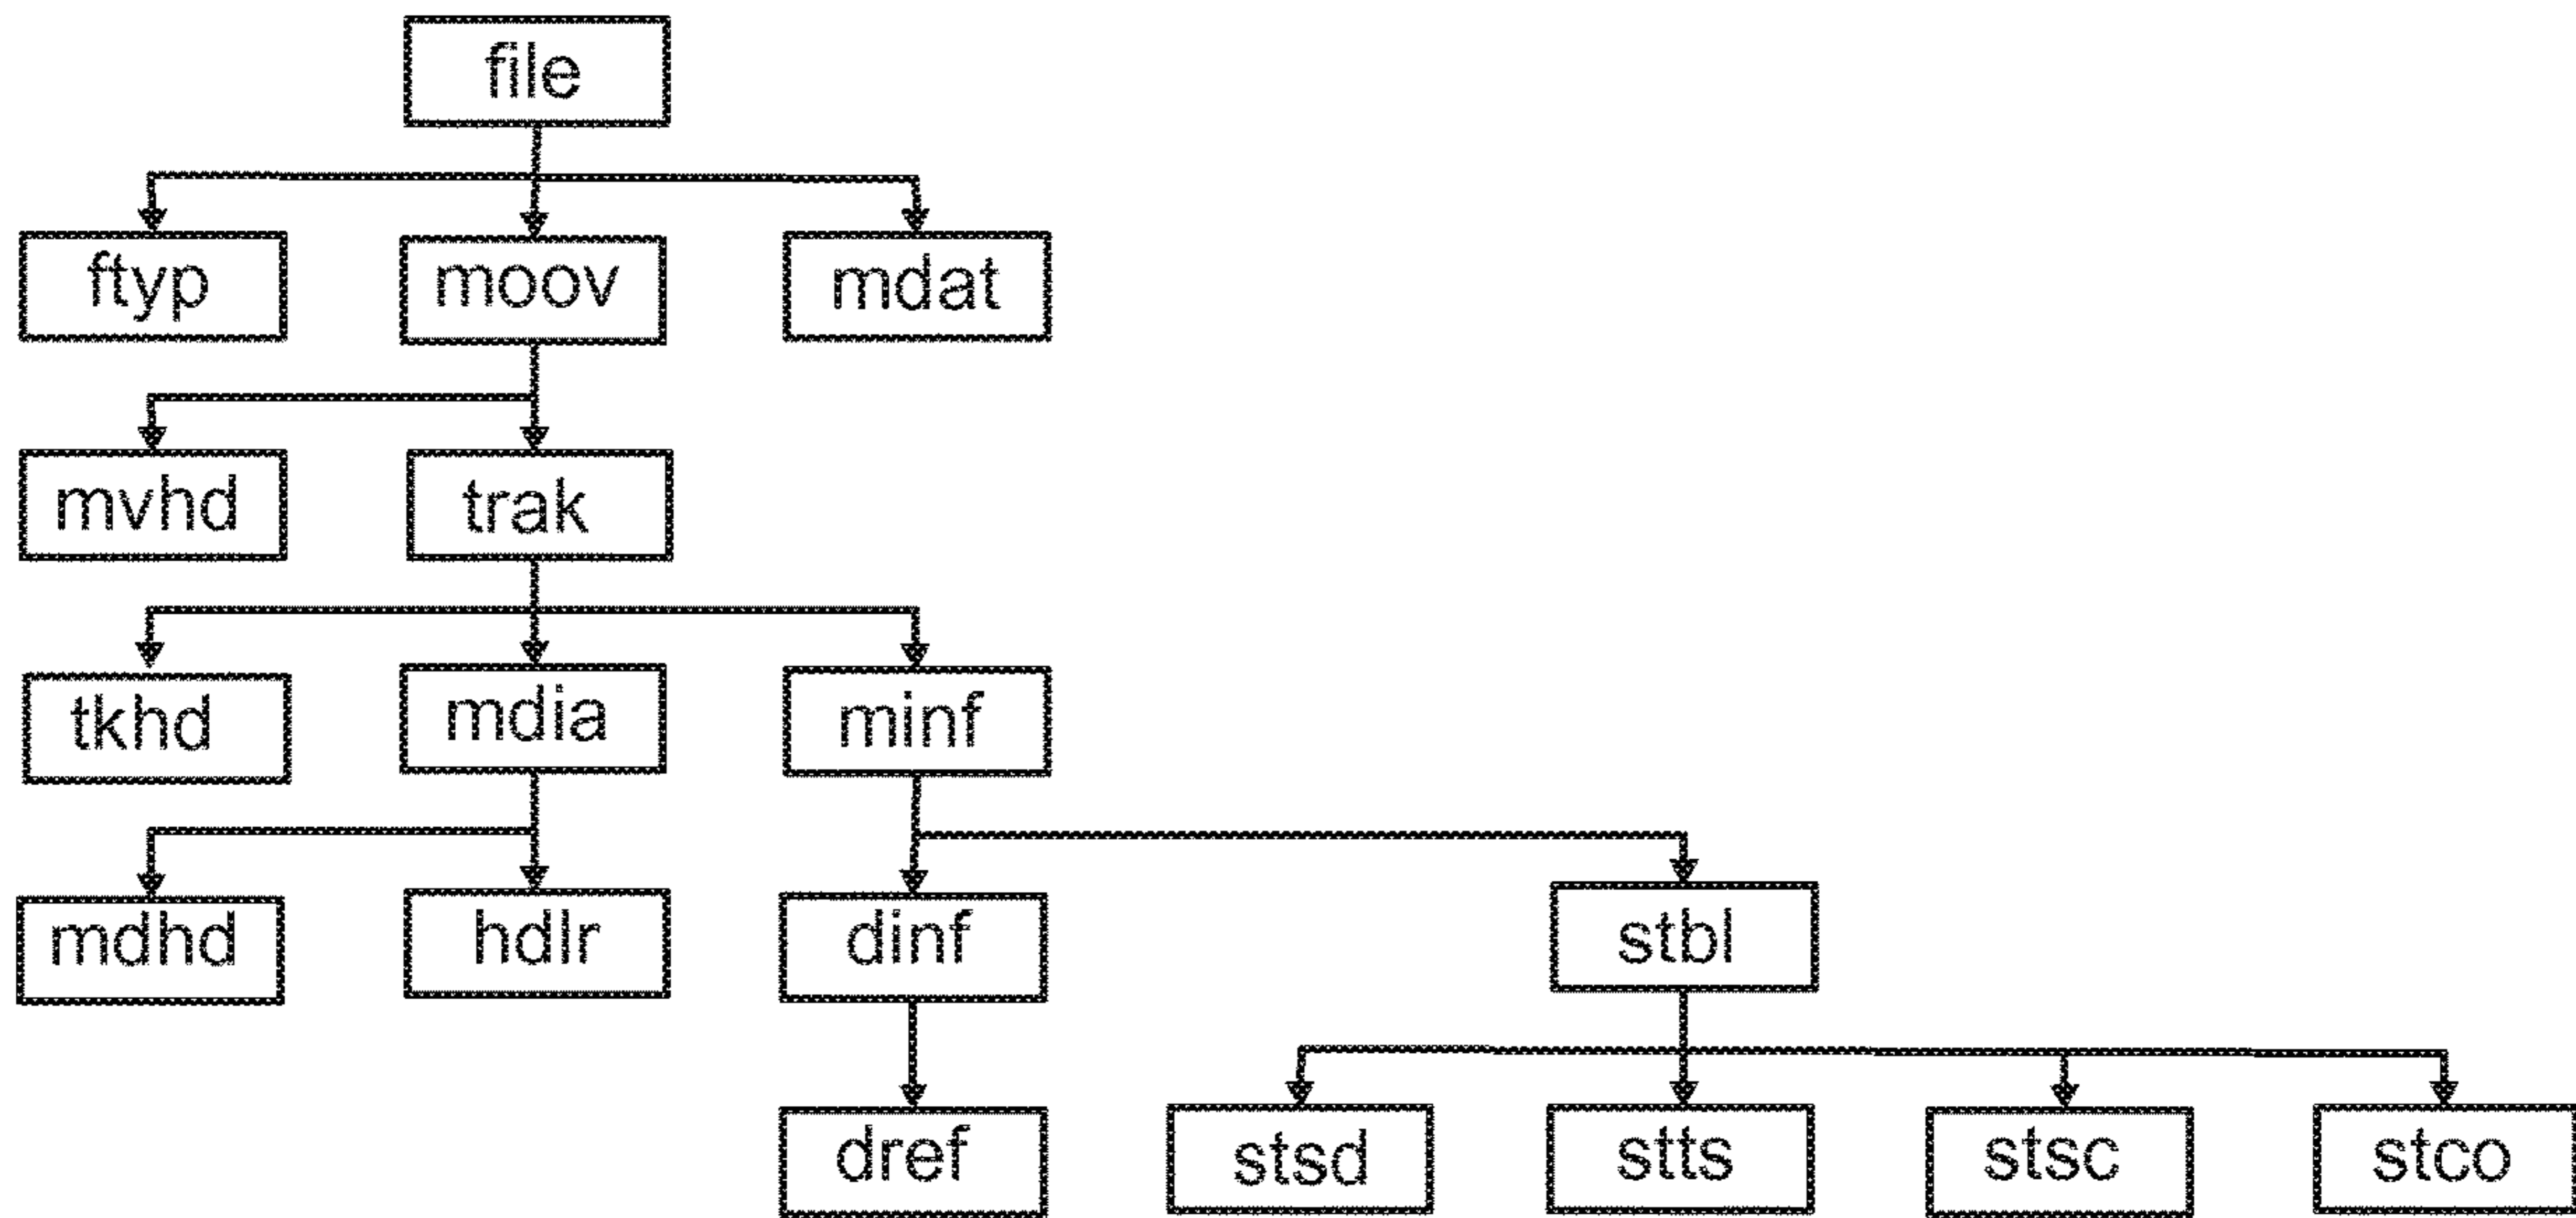 file
ftyp
moov
mdat
mvhd
trak
tkhd
mdia
minf
mdhd
hdlr
dinf
stbl
dref
stsd
stts
stsc
stco